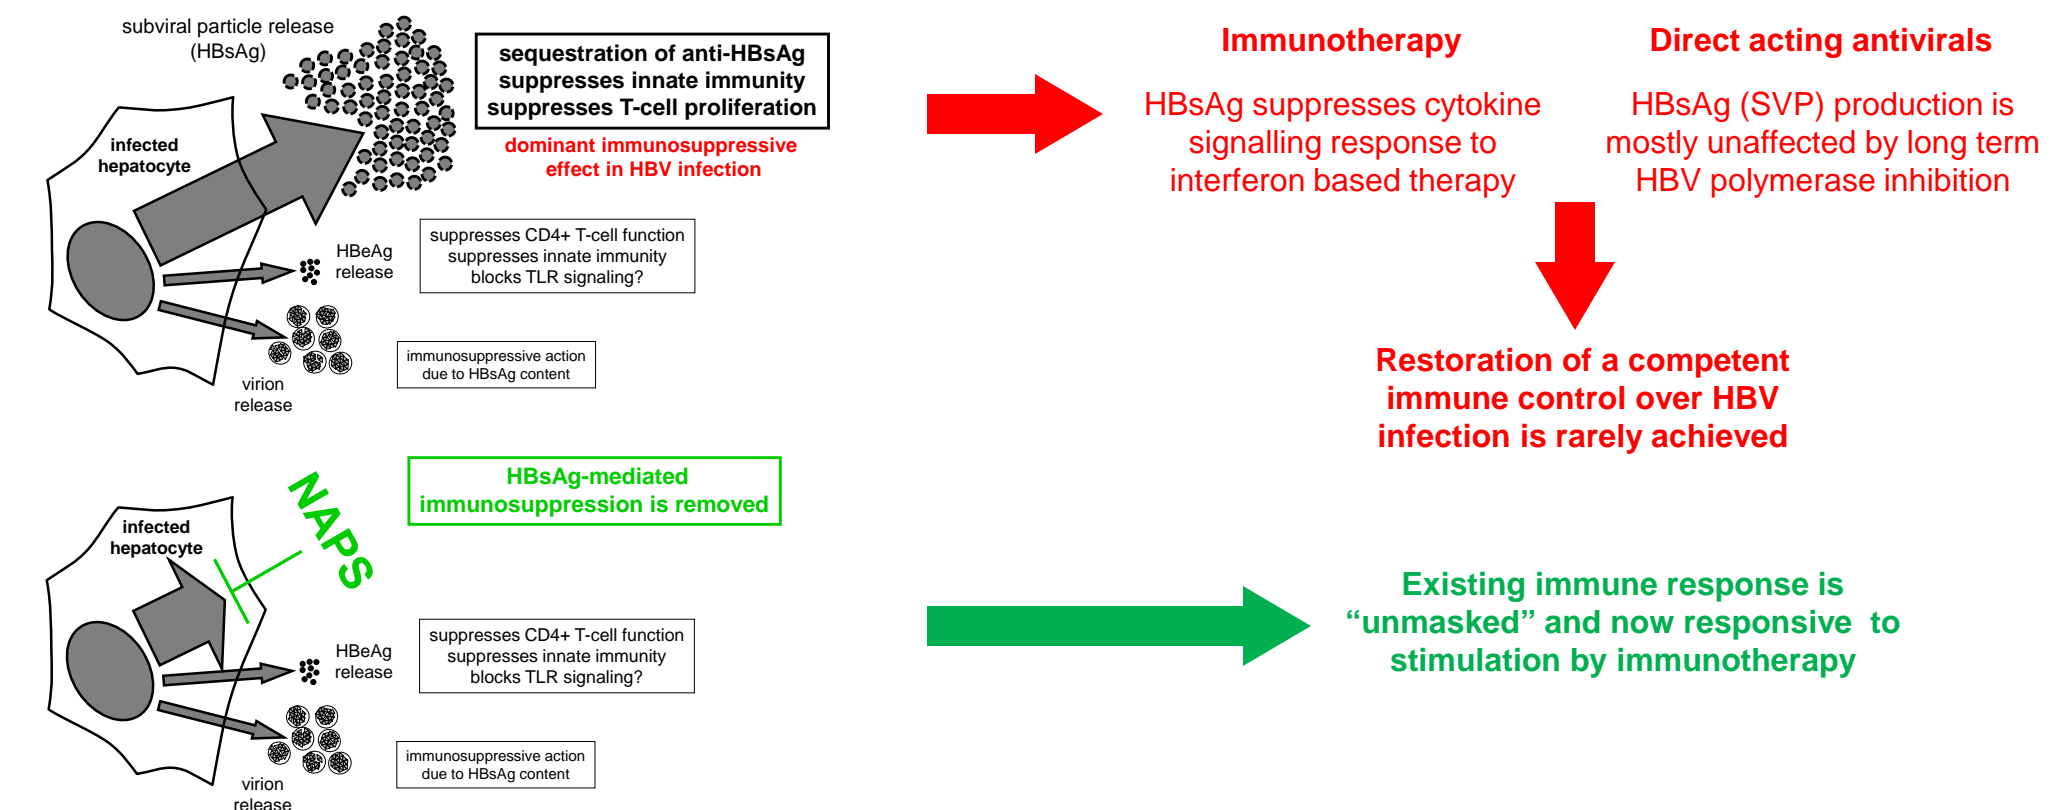 subviral particle release
(HBsAg)
sequestration of anti-HBsAg
suppresses innate immunity
suppresses T-cell proliferation
dominant immunosuppressive
effect in HBV infection
infected
hepatocyte
HBeAg
release
suppresses CD4+ T-cell function
suppresses innate immunity
blocks TLR signaling?
immunosuppressive action
due to HBsAg content
virion
release
Immunotherapy
HBsAg suppresses cytokine
signalling response to
interferon based therapy
Direct acting antivirals
HBsAg (SVP) production is
mostly unaffected by long term
HBV polymerase inhibition
Restoration of a competent
immune control over HBV
infection is rarely achieved
NAPS
HBsAg-mediated
immunosuppression is removed
infected
hepatocyte
HBeAg
release
suppresses CD4+ T-cell function
suppresses innate immunity
blocks TLR signaling?
immunosuppressive action
due to HBsAg content
virion
release
Existing immune response is
“unmasked” and now responsive  to
stimulation by immunotherapy